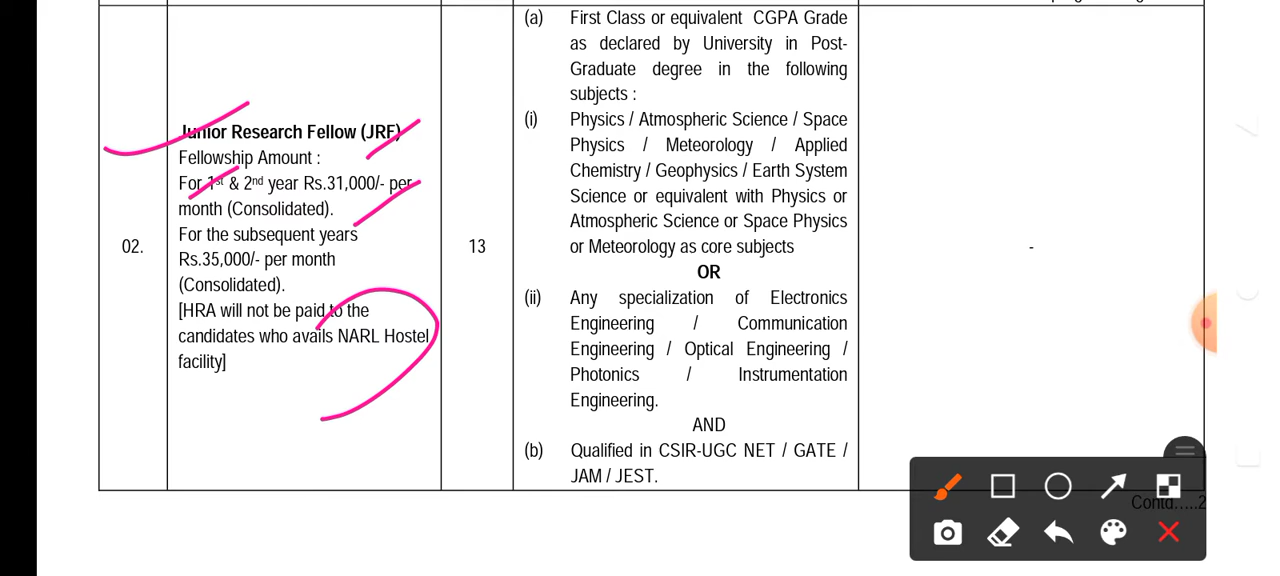 (a) First Class or equivalent CGPA Grade
as declared by University in Post-
Graduate degree in the following
subjects :
(i) Physics / Atmospheric Science / Space
Physics / Meteorology / Applied
Chemistry / Geophysics / Earth System
Science or equivalent with Physics or
Atmospheric Science or Space Physics
or Meteorology as core subjects
OR
(ii) Any specialization of Electronics
Engineering / Communication
Engineering / Optical Engineering /
Photonics / Instrumentation
Engineering.
AND
(b) Qualified in CSIR-UGC NET / GATE /
JAM / JEST.
02.
Junior Research Fellow (JRF)
Fellowship Amount :
For 1st & 2nd year Rs.31,000/- per
month (Consolidated).
For the subsequent years
Rs.35,000/- per month
(Consolidated).
[HRA will not be paid to the
candidates who avails NARL Hostel
facility]
13
-
Contd…..2